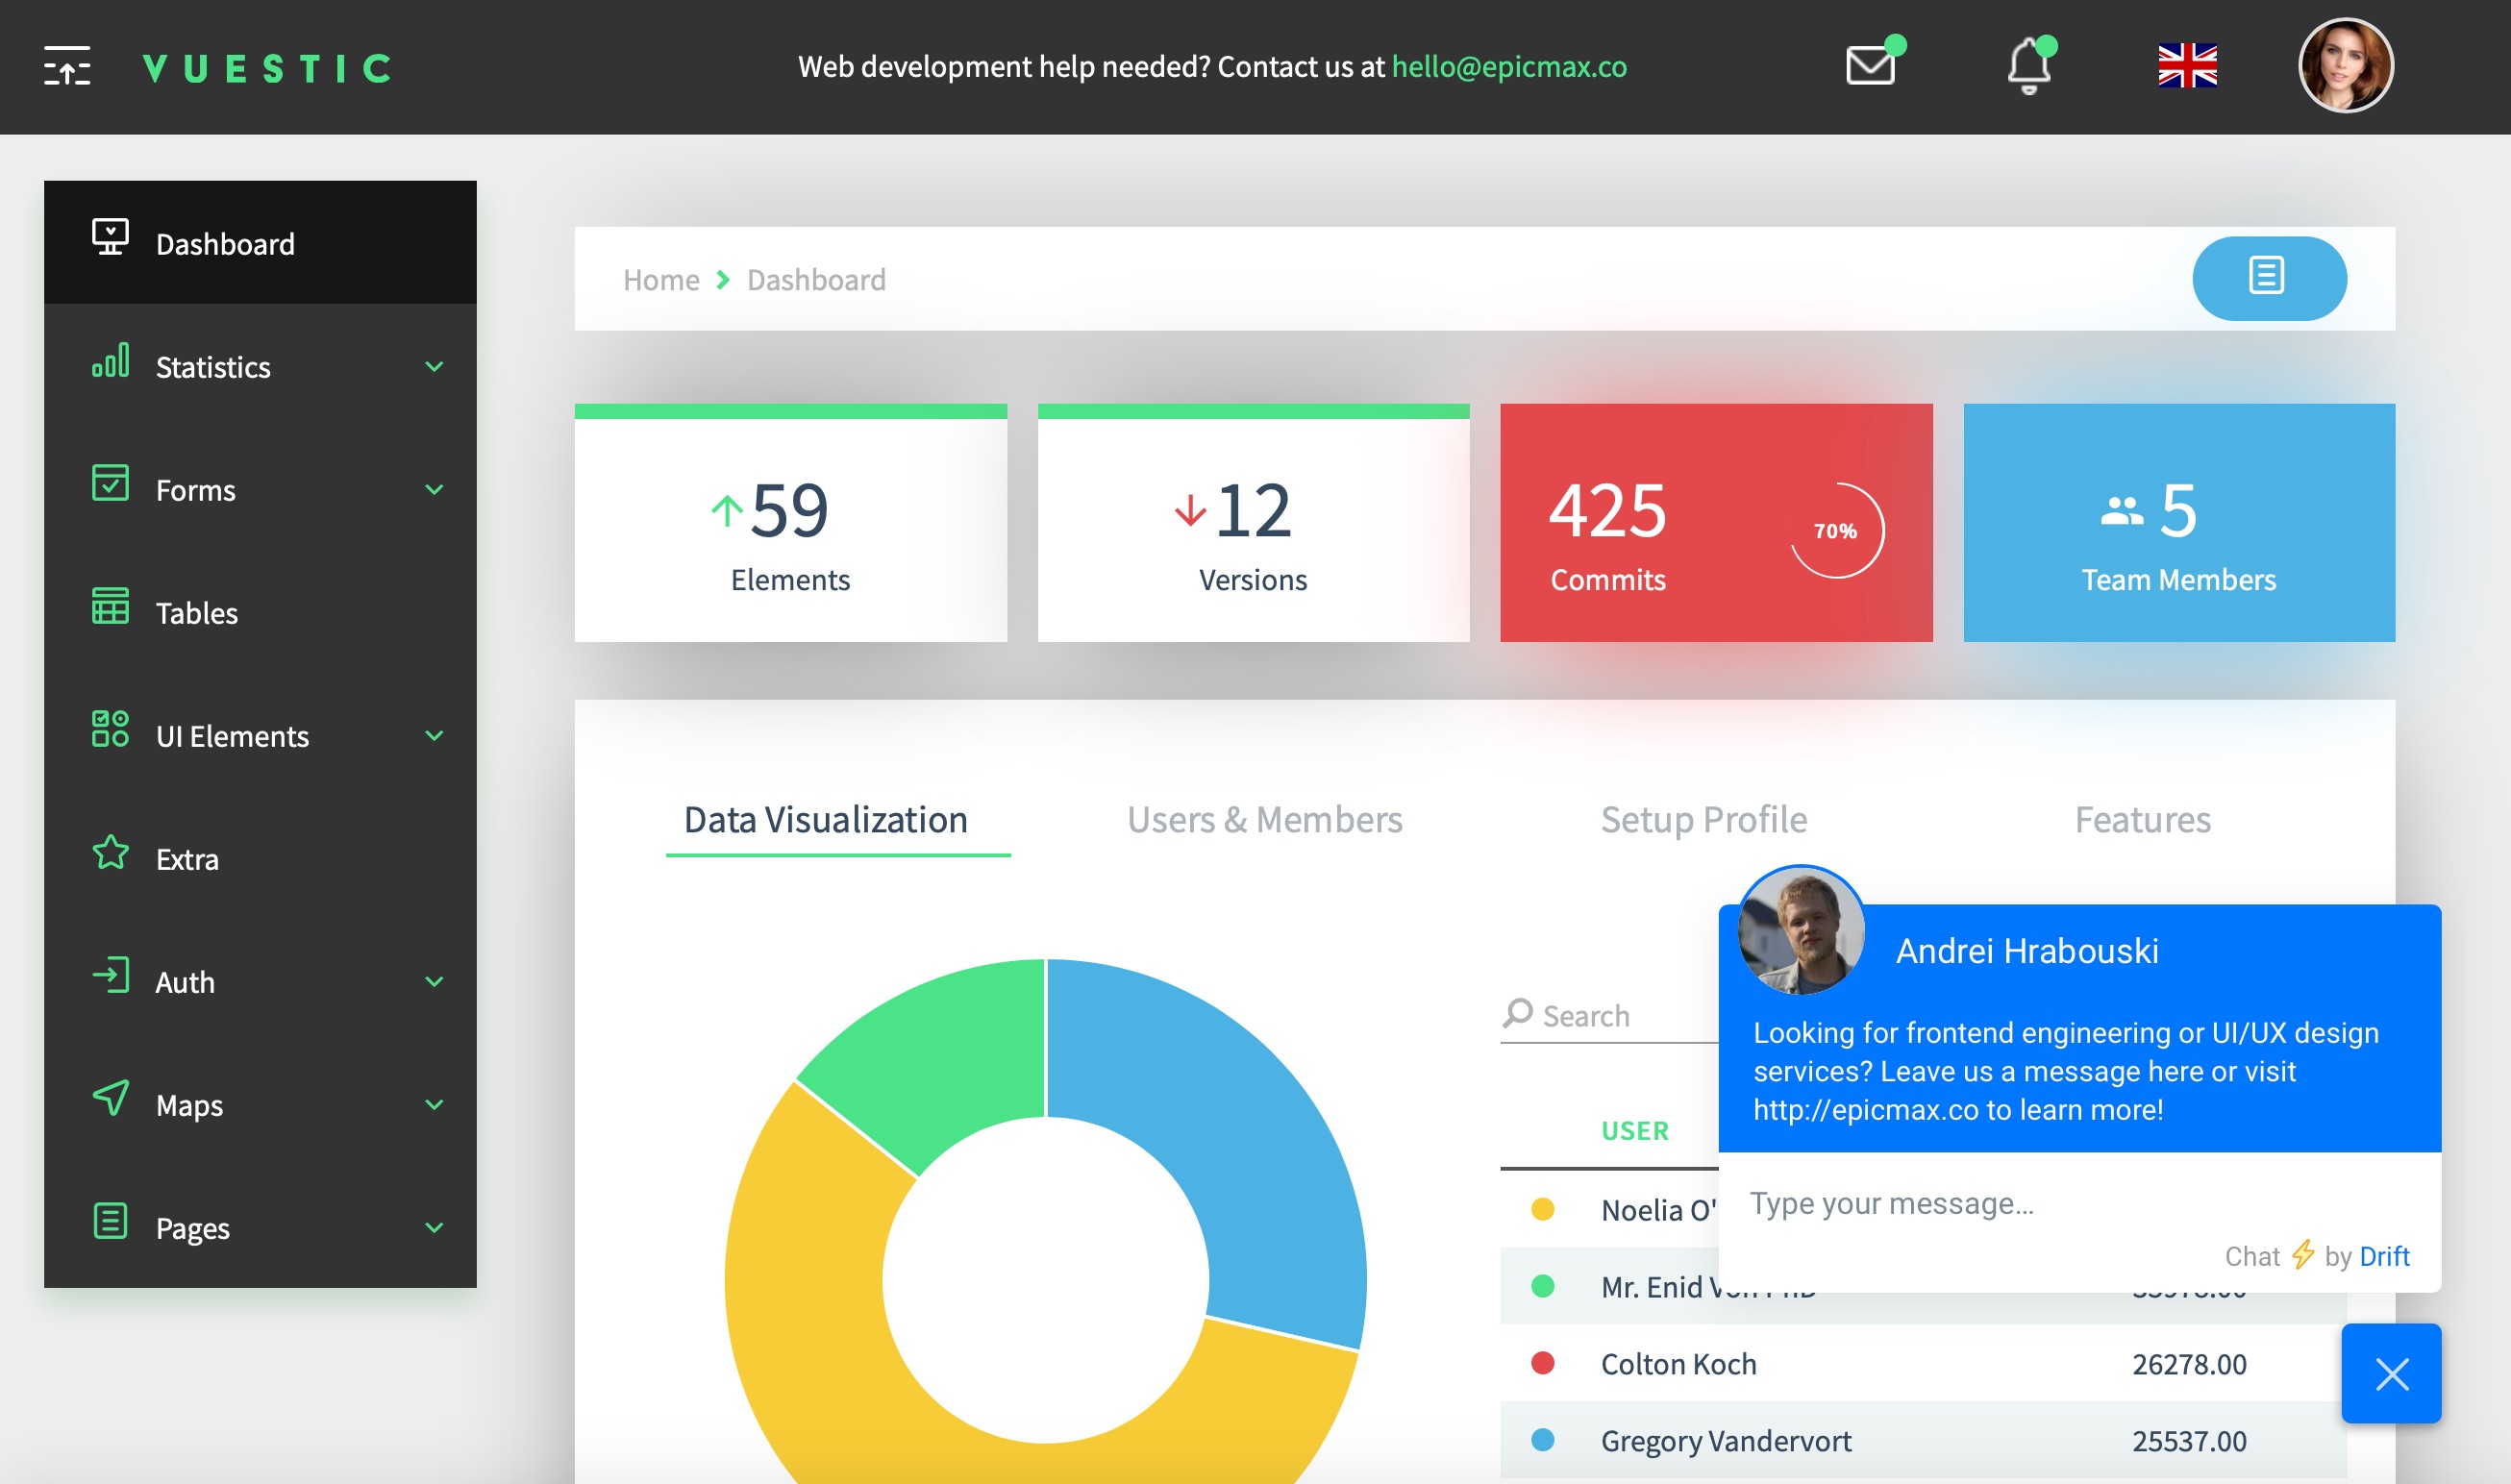 VUESTIC
Web development help needed? Contact us at hello@epicmax.co
Dashboard
Statistics
Forms
Tables
UI Elements
Extra
Auth
Maps
Pages
Home
Dashboard
59
Elements
12
Versions
425
Commits
70%
5
Team Members
Data Visualization
Users & Members
Setup Profile
Features
Search
USER
Noelia O'
Mr. Enid Von PhD
Colton Koch
26278.00
Gregory Vandervort
25537.00
Andrei Hrabouski
Looking for frontend engineering or UI/UX design
services? Leave us a message here or visit
http://epicmax.co to learn more!
Type your message...
Chat ⚡ by Drift